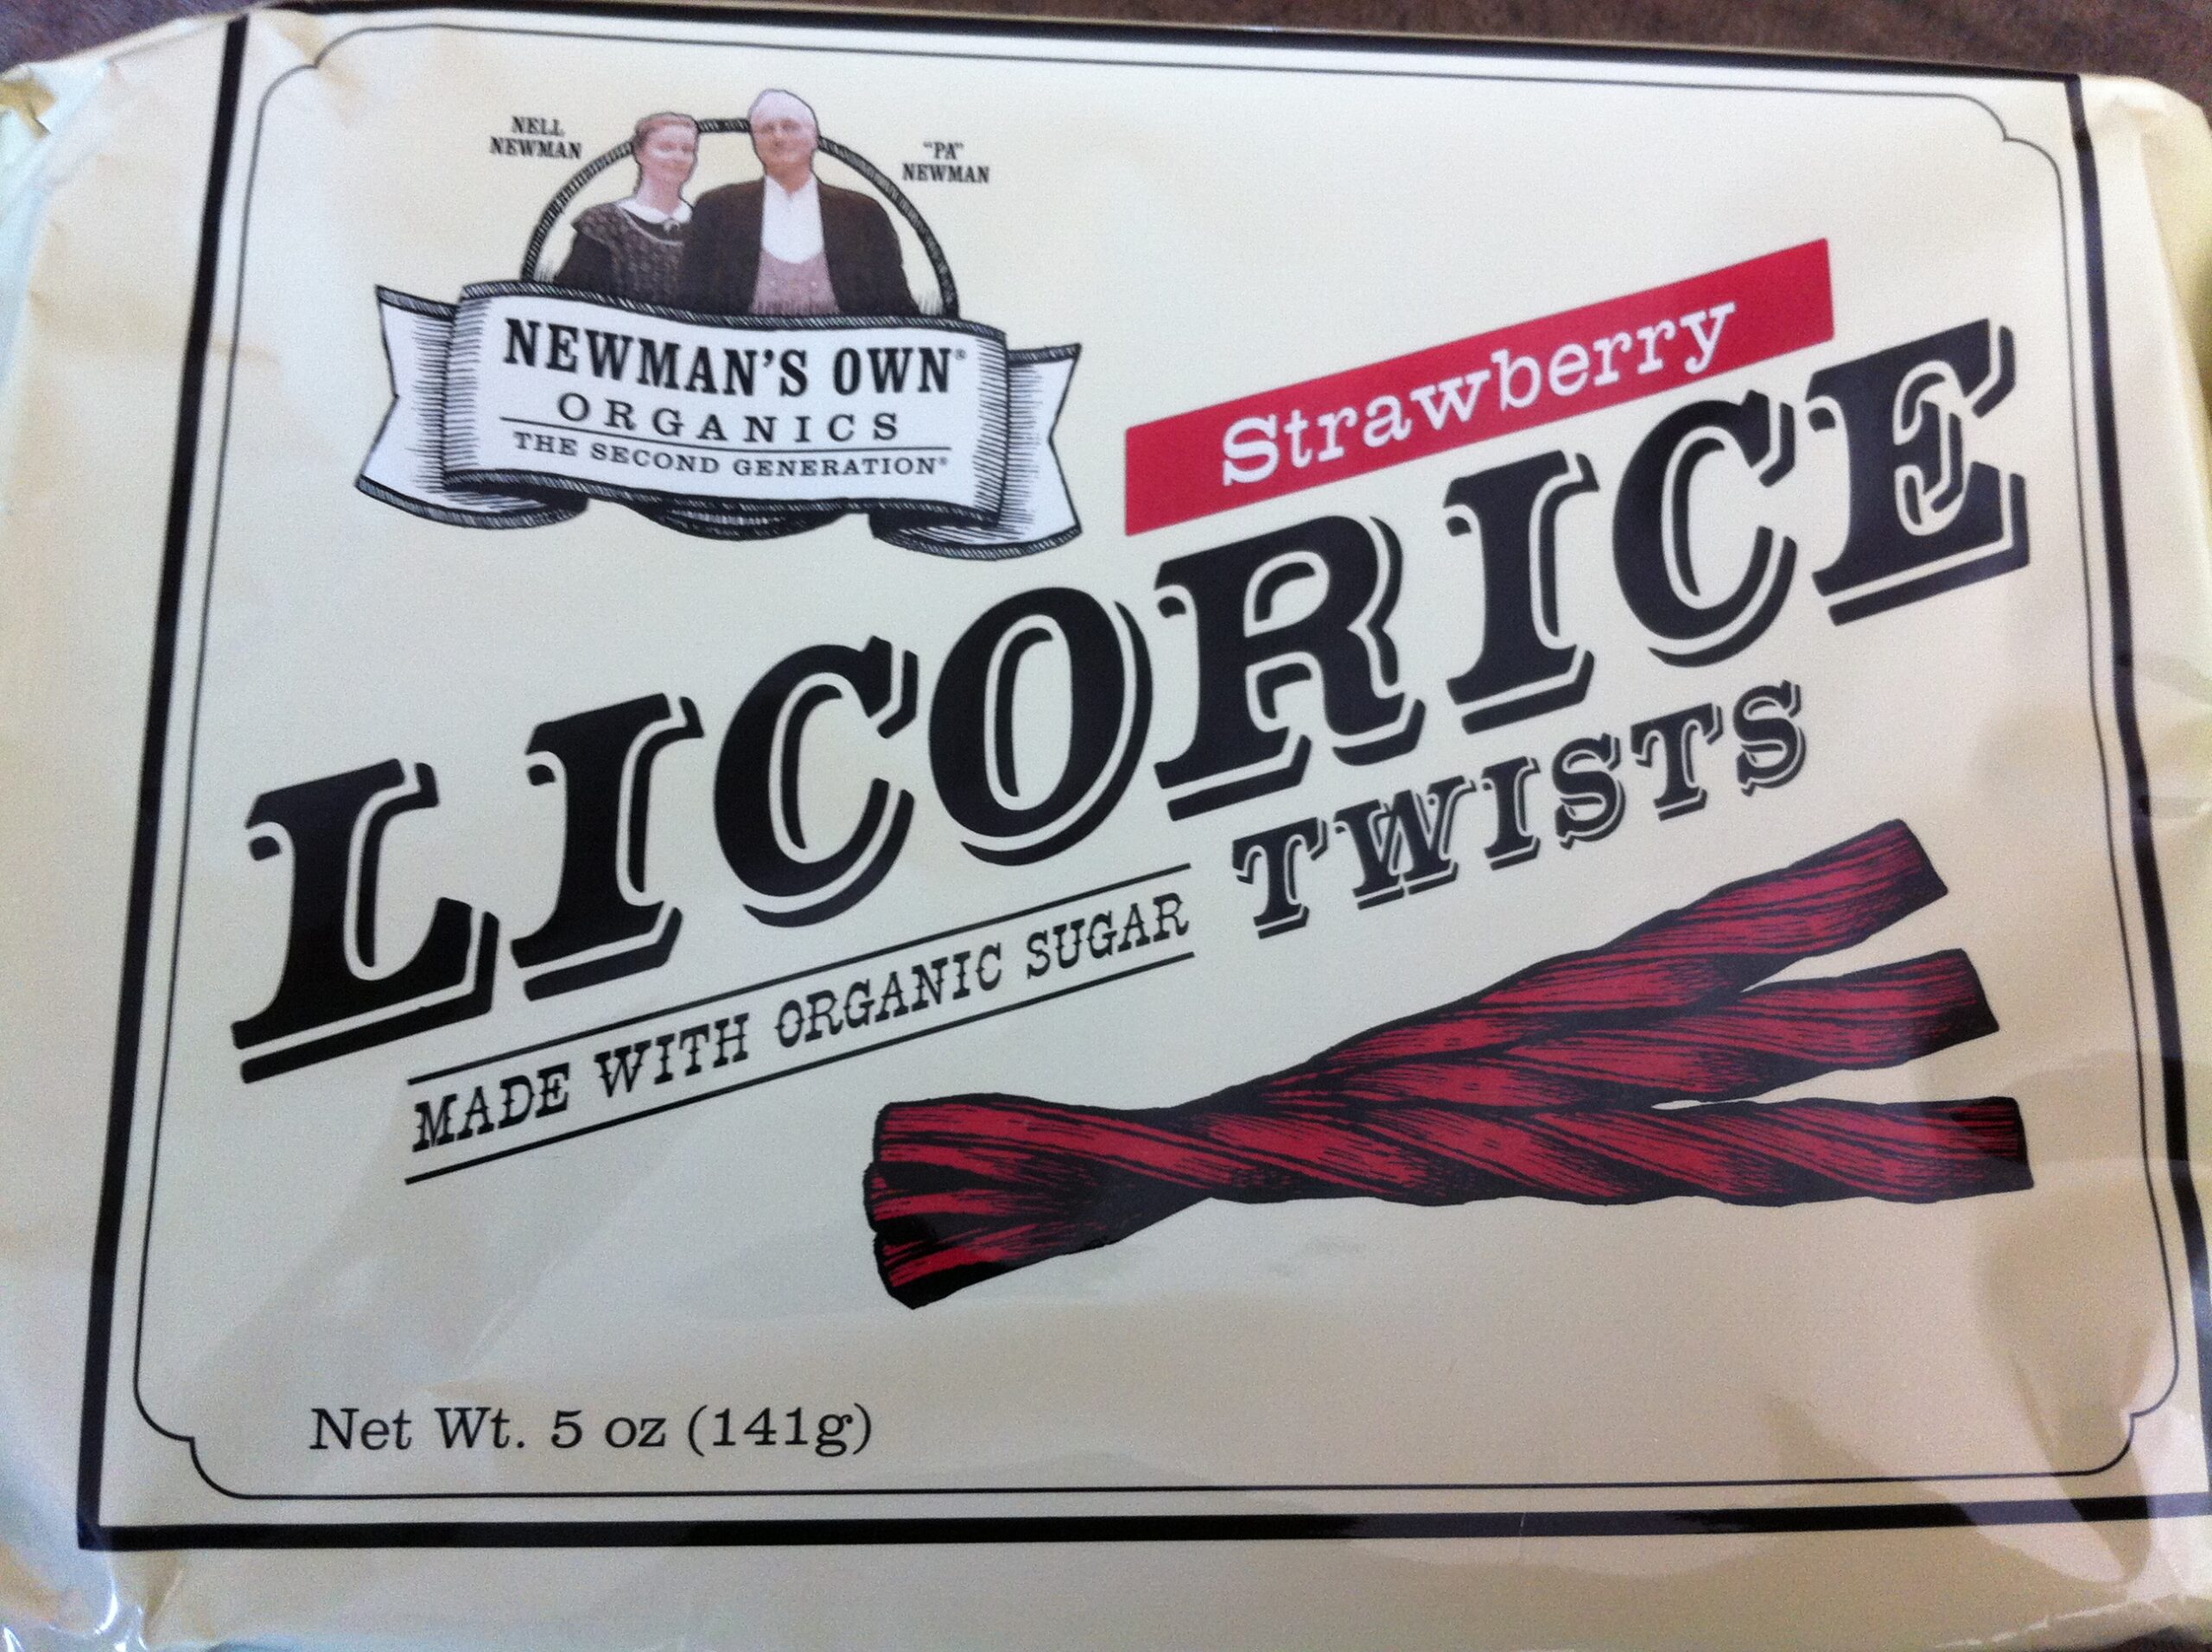 NELL
NEWMAN
"PA"
NEWMAN
NEWMAN'S OWN®
ORGANICS
THE SECOND GENERATION®
Strawberry
LICORICE
TWISTS
MADE WITH ORGANIC SUGAR
Net Wt. 5 oz (141g)